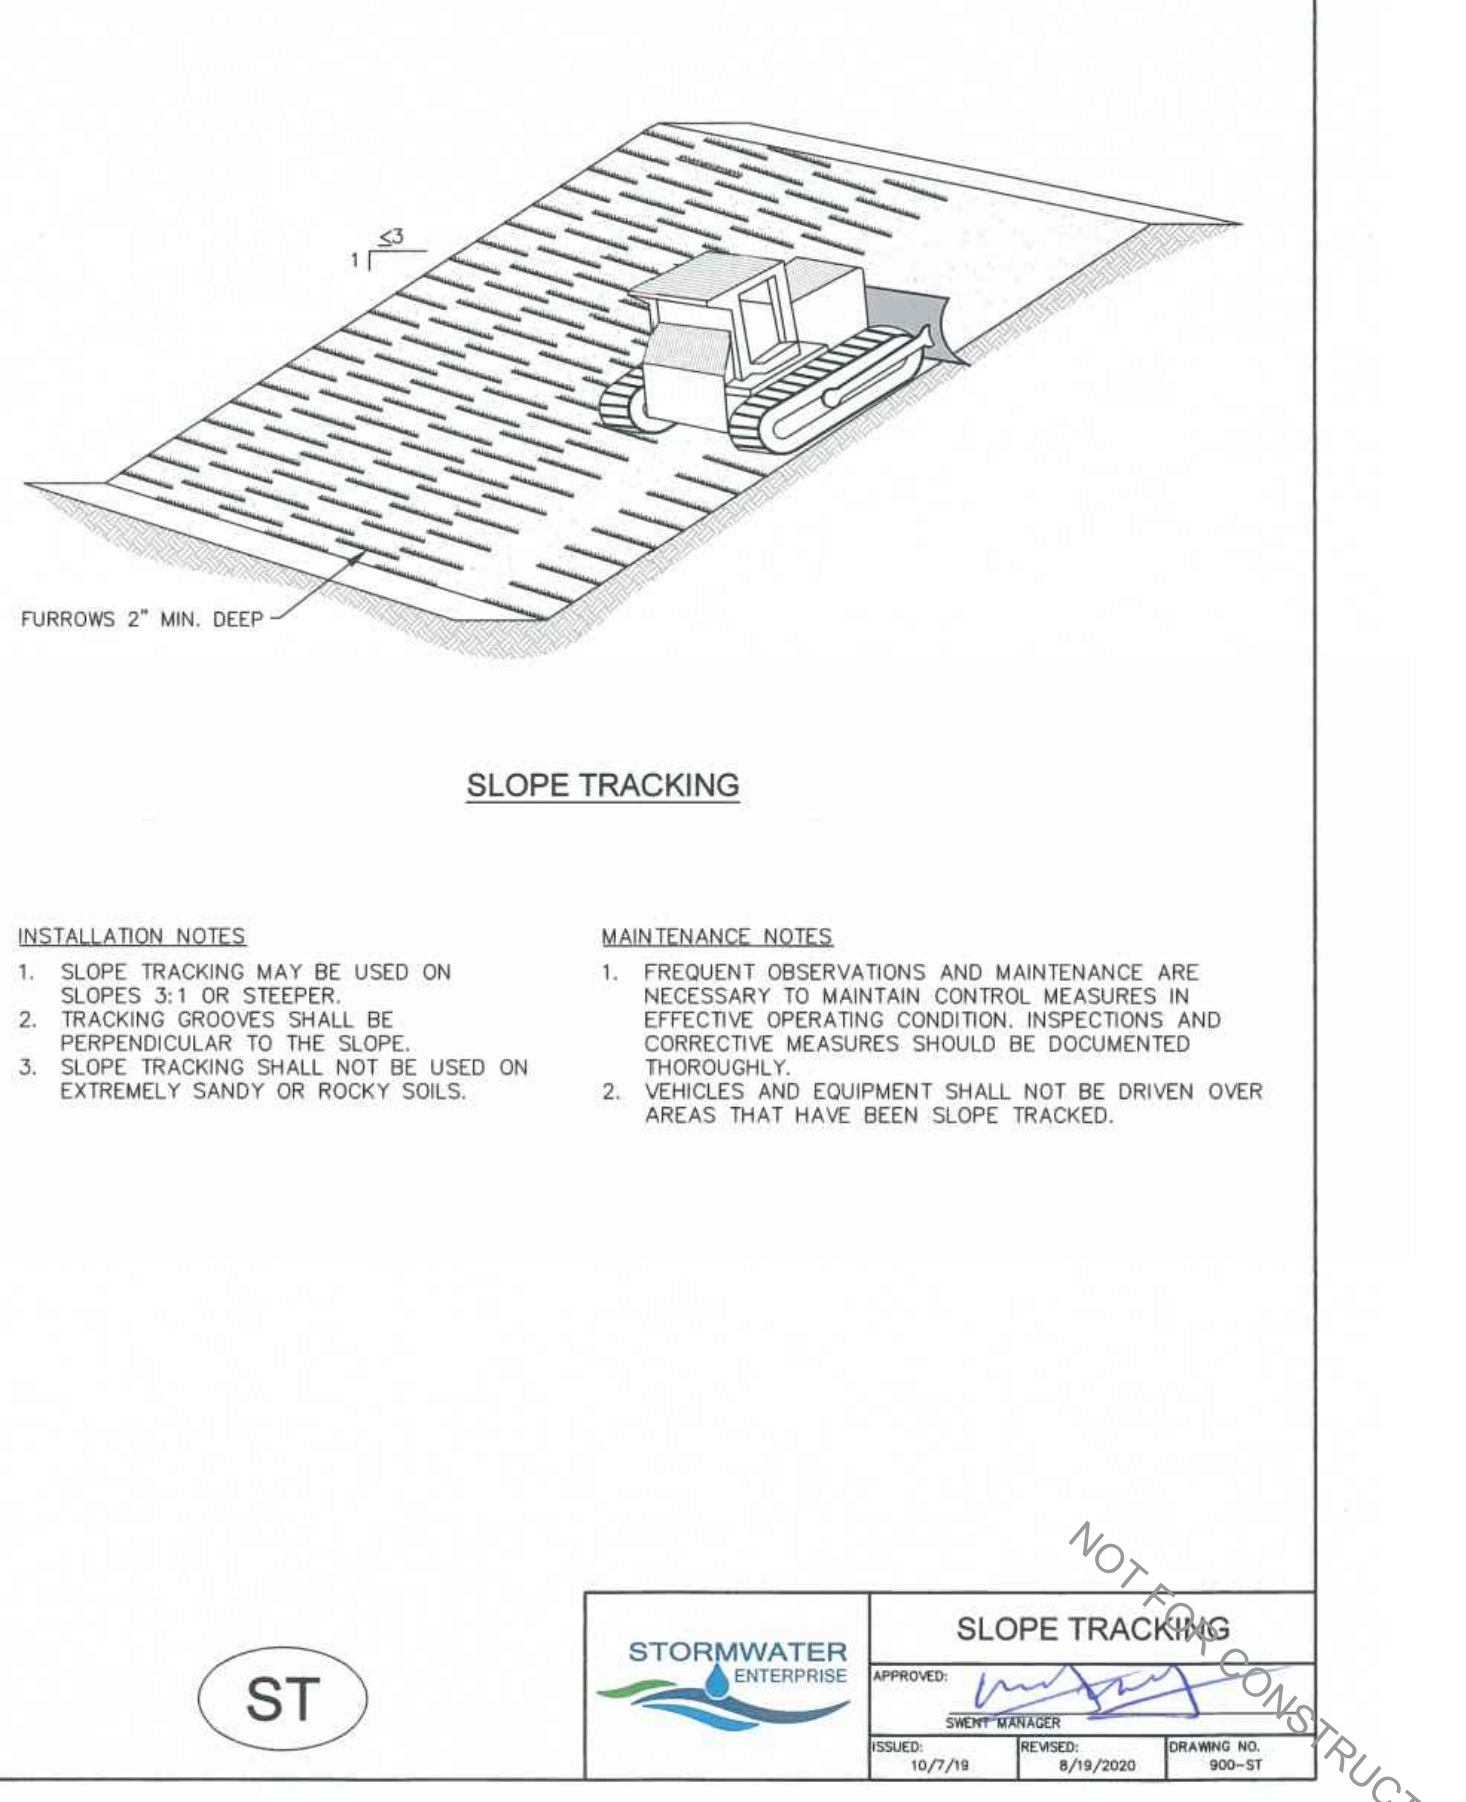 ≤3
1
FURROWS 2" MIN. DEEP
SLOPE TRACKING
INSTALLATION NOTES
1. SLOPE TRACKING MAY BE USED ON
SLOPES 3:1 OR STEEPER.
2. TRACKING GROOVES SHALL BE
PERPENDICULAR TO THE SLOPE.
3. SLOPE TRACKING SHALL NOT BE USED ON
EXTREMELY SANDY OR ROCKY SOILS.
MAINTENANCE NOTES
1. FREQUENT OBSERVATIONS AND MAINTENANCE ARE
NECESSARY TO MAINTAIN CONTROL MEASURES IN
EFFECTIVE OPERATING CONDITION. INSPECTIONS AND
CORRECTIVE MEASURES SHOULD BE DOCUMENTED
THOROUGHLY.
2. VEHICLES AND EQUIPMENT SHALL NOT BE DRIVEN OVER
AREAS THAT HAVE BEEN SLOPE TRACKED.
ST
STORMWATER
ENTERPRISE
SLOPE TRACKING
APPROVED:
SWENT MANAGER
ISSUED:
10/7/19
REVISED:
8/19/2020
DRAWING NO.
900-ST
NOT FOR CONSTRUCT